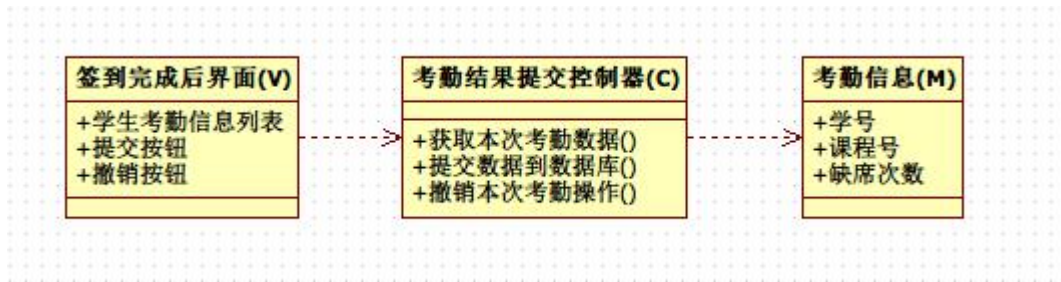 签到完成后界面(V)
+学生考勤信息列表
+提交按钮
+撤销按钮
考勤结果提交控制器(C)
+获取本次考勤数据()
+提交数据到数据库()
+撤销本次考勤操作()
考勤信息(M)
+学号
+课程号
+缺席次数